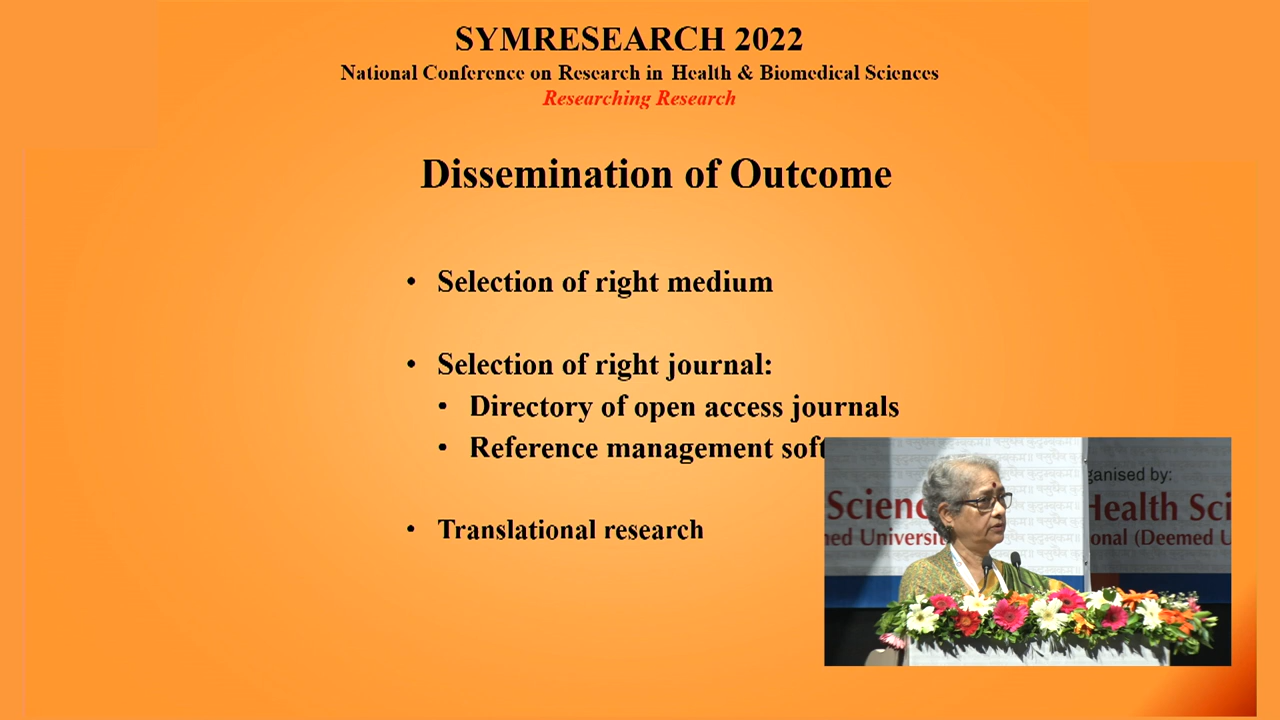 SYMRESEARCH 2022
National Conference on Research in Health & Biomedical Sciences
Researching Research
Dissemination of Outcome
• Selection of right medium
• Selection of right journal:
• Directory of open access journals
• Reference management soft
• Translational research
ganised by:
Scienc
Health Sci
med Universit
onal (Deemed U